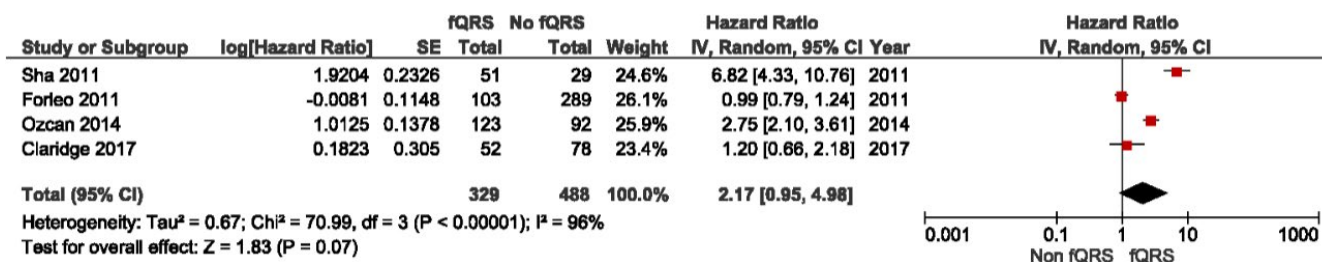 fQRS No fQRS Hazard Ratio Hazard Ratio
Study or Subgroup log[Hazard Ratio] SE Total Total Weight IV, Random, 95% CI Year IV, Random, 95% CI
Sha 2011 1.9204 0.2326 51 29 24.6% 6.82 [4.33, 10.76] 2011
Forleo 2011 -0.0081 0.1148 103 289 26.1% 0.99 [0.79, 1.24] 2011
Ozcan 2014 1.0125 0.1378 123 92 25.9% 2.75 [2.10, 3.61] 2014
Claridge 2017 0.1823 0.305 52 78 23.4% 1.20 [0.66, 2.18] 2017
Total (95% CI) 329 488 100.0% 2.17 [0.95, 4.98]
Heterogeneity: Tau² = 0.67; Chi² = 70.99, df = 3 (P < 0.00001); I² = 96%
Test for overall effect: Z = 1.83 (P = 0.07)
0.001 0.1 1 10 1000
Non fQRS fQRS